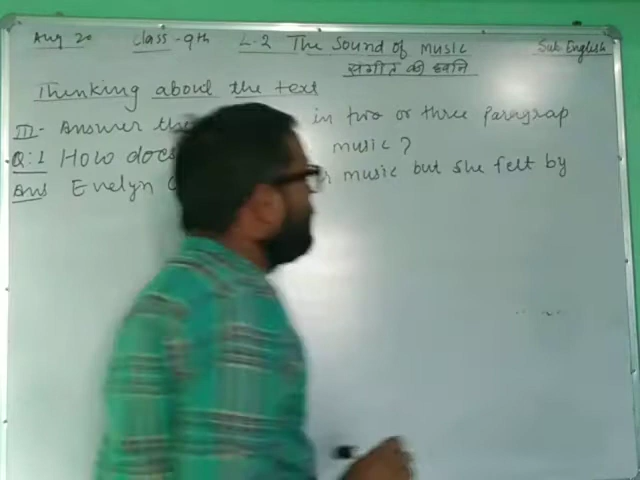 Aug 20 Class-9th L-2 The Sound of Music Sub English
संगीत की ध्वनि
Thinking about the text
III- Answer the in two or three Paragrap
Q:1 How does music?
Ans Evelyn music but she felt by